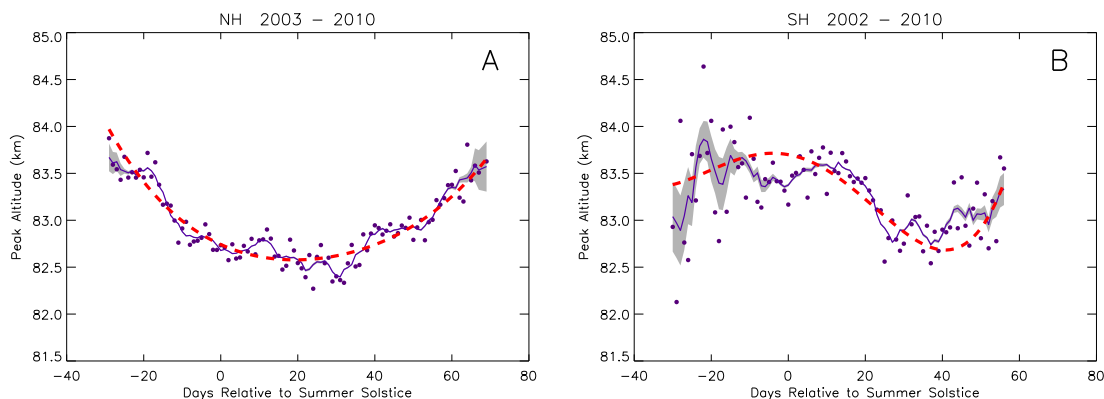 NH 2003 − 2010
A
85.0
84.5
84.0
83.5
83.0
82.5
82.0
81.5
Peak Altitude (km)
−40 −20 0 20 40 60 80
Days Relative to Summer Solstice
SH 2002 − 2010
B
85.0
84.5
84.0
83.5
83.0
82.5
82.0
81.5
Peak Altitude (km)
−40 −20 0 20 40 60 80
Days Relative to Summer Solstice